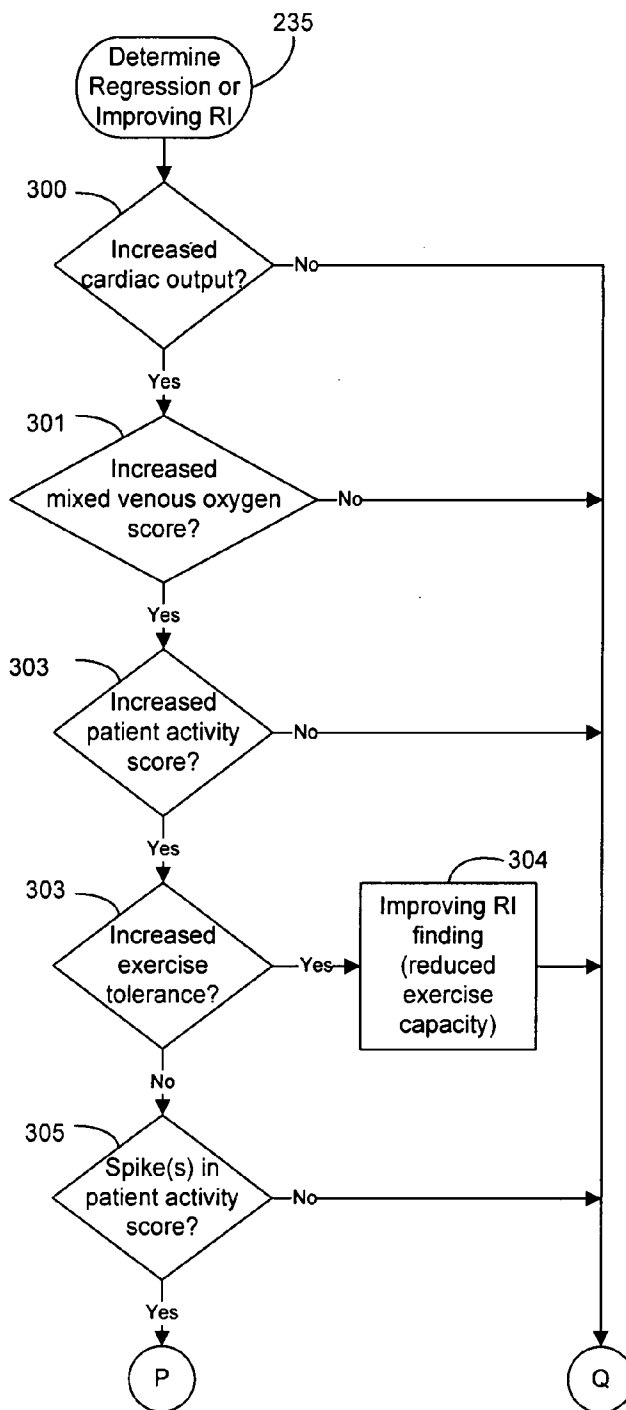 235
Determine
Regression or
Improving RI
300
Increased
cardiac output?
No
Yes
301
Increased
mixed venous oxygen
score?
No
Yes
303
Increased
patient activity
score?
No
Yes
303
Increased
exercise
tolerance?
Yes
304
Improving RI
finding
(reduced
exercise
capacity)
No
305
Spike(s) in
patient activity
score?
No
Yes
P
Q